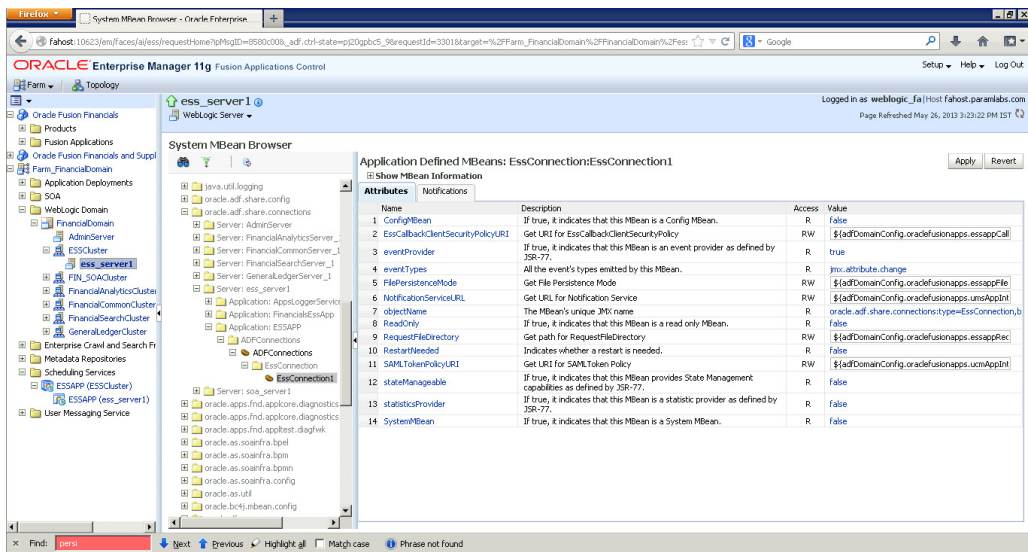 Firefox
System MBean Browser - Oracle Enterprise ...
fahost:10623/em/faces/ai/ess/requestHome?ipMsgID=8580c00&_adf.ctrl-state=pj20gpbc5_9&requestId=3301&target=%2FFarm_FinancialDomain%2FFinancialDomain%2Fess
Google
ORACLE Enterprise Manager 11g Fusion Applications Control
Setup Help Log Out
Farm Topology
ess_server1
Logged in as weblogic_fa|Host fahost.paramlabs.com
WebLogic Server
Page Refreshed May 26, 2013 3:23:22 PM IST
Oracle Fusion Financials
Products
Fusion Applications
Oracle Fusion Financials and Suppl
Farm_FinancialDomain
Application Deployments
SOA
WebLogic Domain
FinancialDomain
AdminServer
ESSCluster
ess_server1
FIN_SOACluster
FinancialAnalyticsCluster
FinancialCommonCluster
FinancialSearchCluster
GeneralLedgerCluster
Enterprise Crawl and Search Fr
Metadata Repositories
Scheduling Services
ESSAPP (ESSCluster)
ESSAPP (ess_server1)
User Messaging Service
System MBean Browser
java.util.logging
oracle.adf.share.config
oracle.adf.share.connections
Server: AdminServer
Server: FinancialAnalyticsServer_
Server: FinancialCommonServer_1
Server: FinancialSearchServer_1
Server: GeneralLedgerServer_1
Server: ess_server1
Application: AppsLoggerService
Application: FinancialsEssApp
Application: ESSAPP
ADFConnections
ADFConnections
EssConnection
EssConnection1
Server: soa_server1
oracle.apps.fnd.applcore.diagnostics
oracle.apps.fnd.applcore.diagnostics
oracle.apps.fnd.appltest.diagfwk
oracle.as.soainfra.bpel
oracle.as.soainfra.bpm
oracle.as.soainfra.bpmn
oracle.as.soainfra.config
oracle.as.util
oracle.bc4j.mbean.config
Application Defined MBeans: EssConnection:EssConnection1
Apply Revert
Show MBean Information
Attributes Notifications
Name Description Access Value
1 ConfigMBean If true, it indicates that this MBean is a Config MBean. R false
2 EssCallbackClientSecurityPolicyURI Get URI for EssCallbackClientSecurityPolicy RW ${adfDomainConfig.oraclefusionapps.essappCall
3 eventProvider If true, it indicates that this MBean is an event provider as defined by JSR-77. R true
4 eventTypes All the event's types emitted by this MBean. R jmx.attribute.change
5 FilePersistenceMode Get File Persistence Mode RW ${adfDomainConfig.oraclefusionapps.essappFile
6 NotificationServiceURL Get URL for Notification Service RW ${adfDomainConfig.oraclefusionapps.umsAppInt
7 objectName The MBean's unique JMX name R oracle.adf.share.connections:type=EssConnection,b
8 ReadOnly If true, it indicates that this MBean is a read only MBean. R false
9 RequestFileDirectory Get path for RequestFileDirectory RW ${adfDomainConfig.oraclefusionapps.essappReq
10 RestartNeeded Indicates whether a restart is needed. R false
11 SAMLTokenPolicyURI Get URI for SAMLToken Policy RW ${adfDomainConfig.oraclefusionapps.ucmAppInt
12 stateManageable If true, it indicates that this MBean provides State Management capabilities as defined by JSR-77. R false
13 statisticsProvider If true, it indicates that this MBean is a statistic provider as defined by JSR-77. R false
14 SystemMBean If true, it indicates that this MBean is a System MBean. R false
× Find: persi Next Previous Highlight all Match case Phrase not found